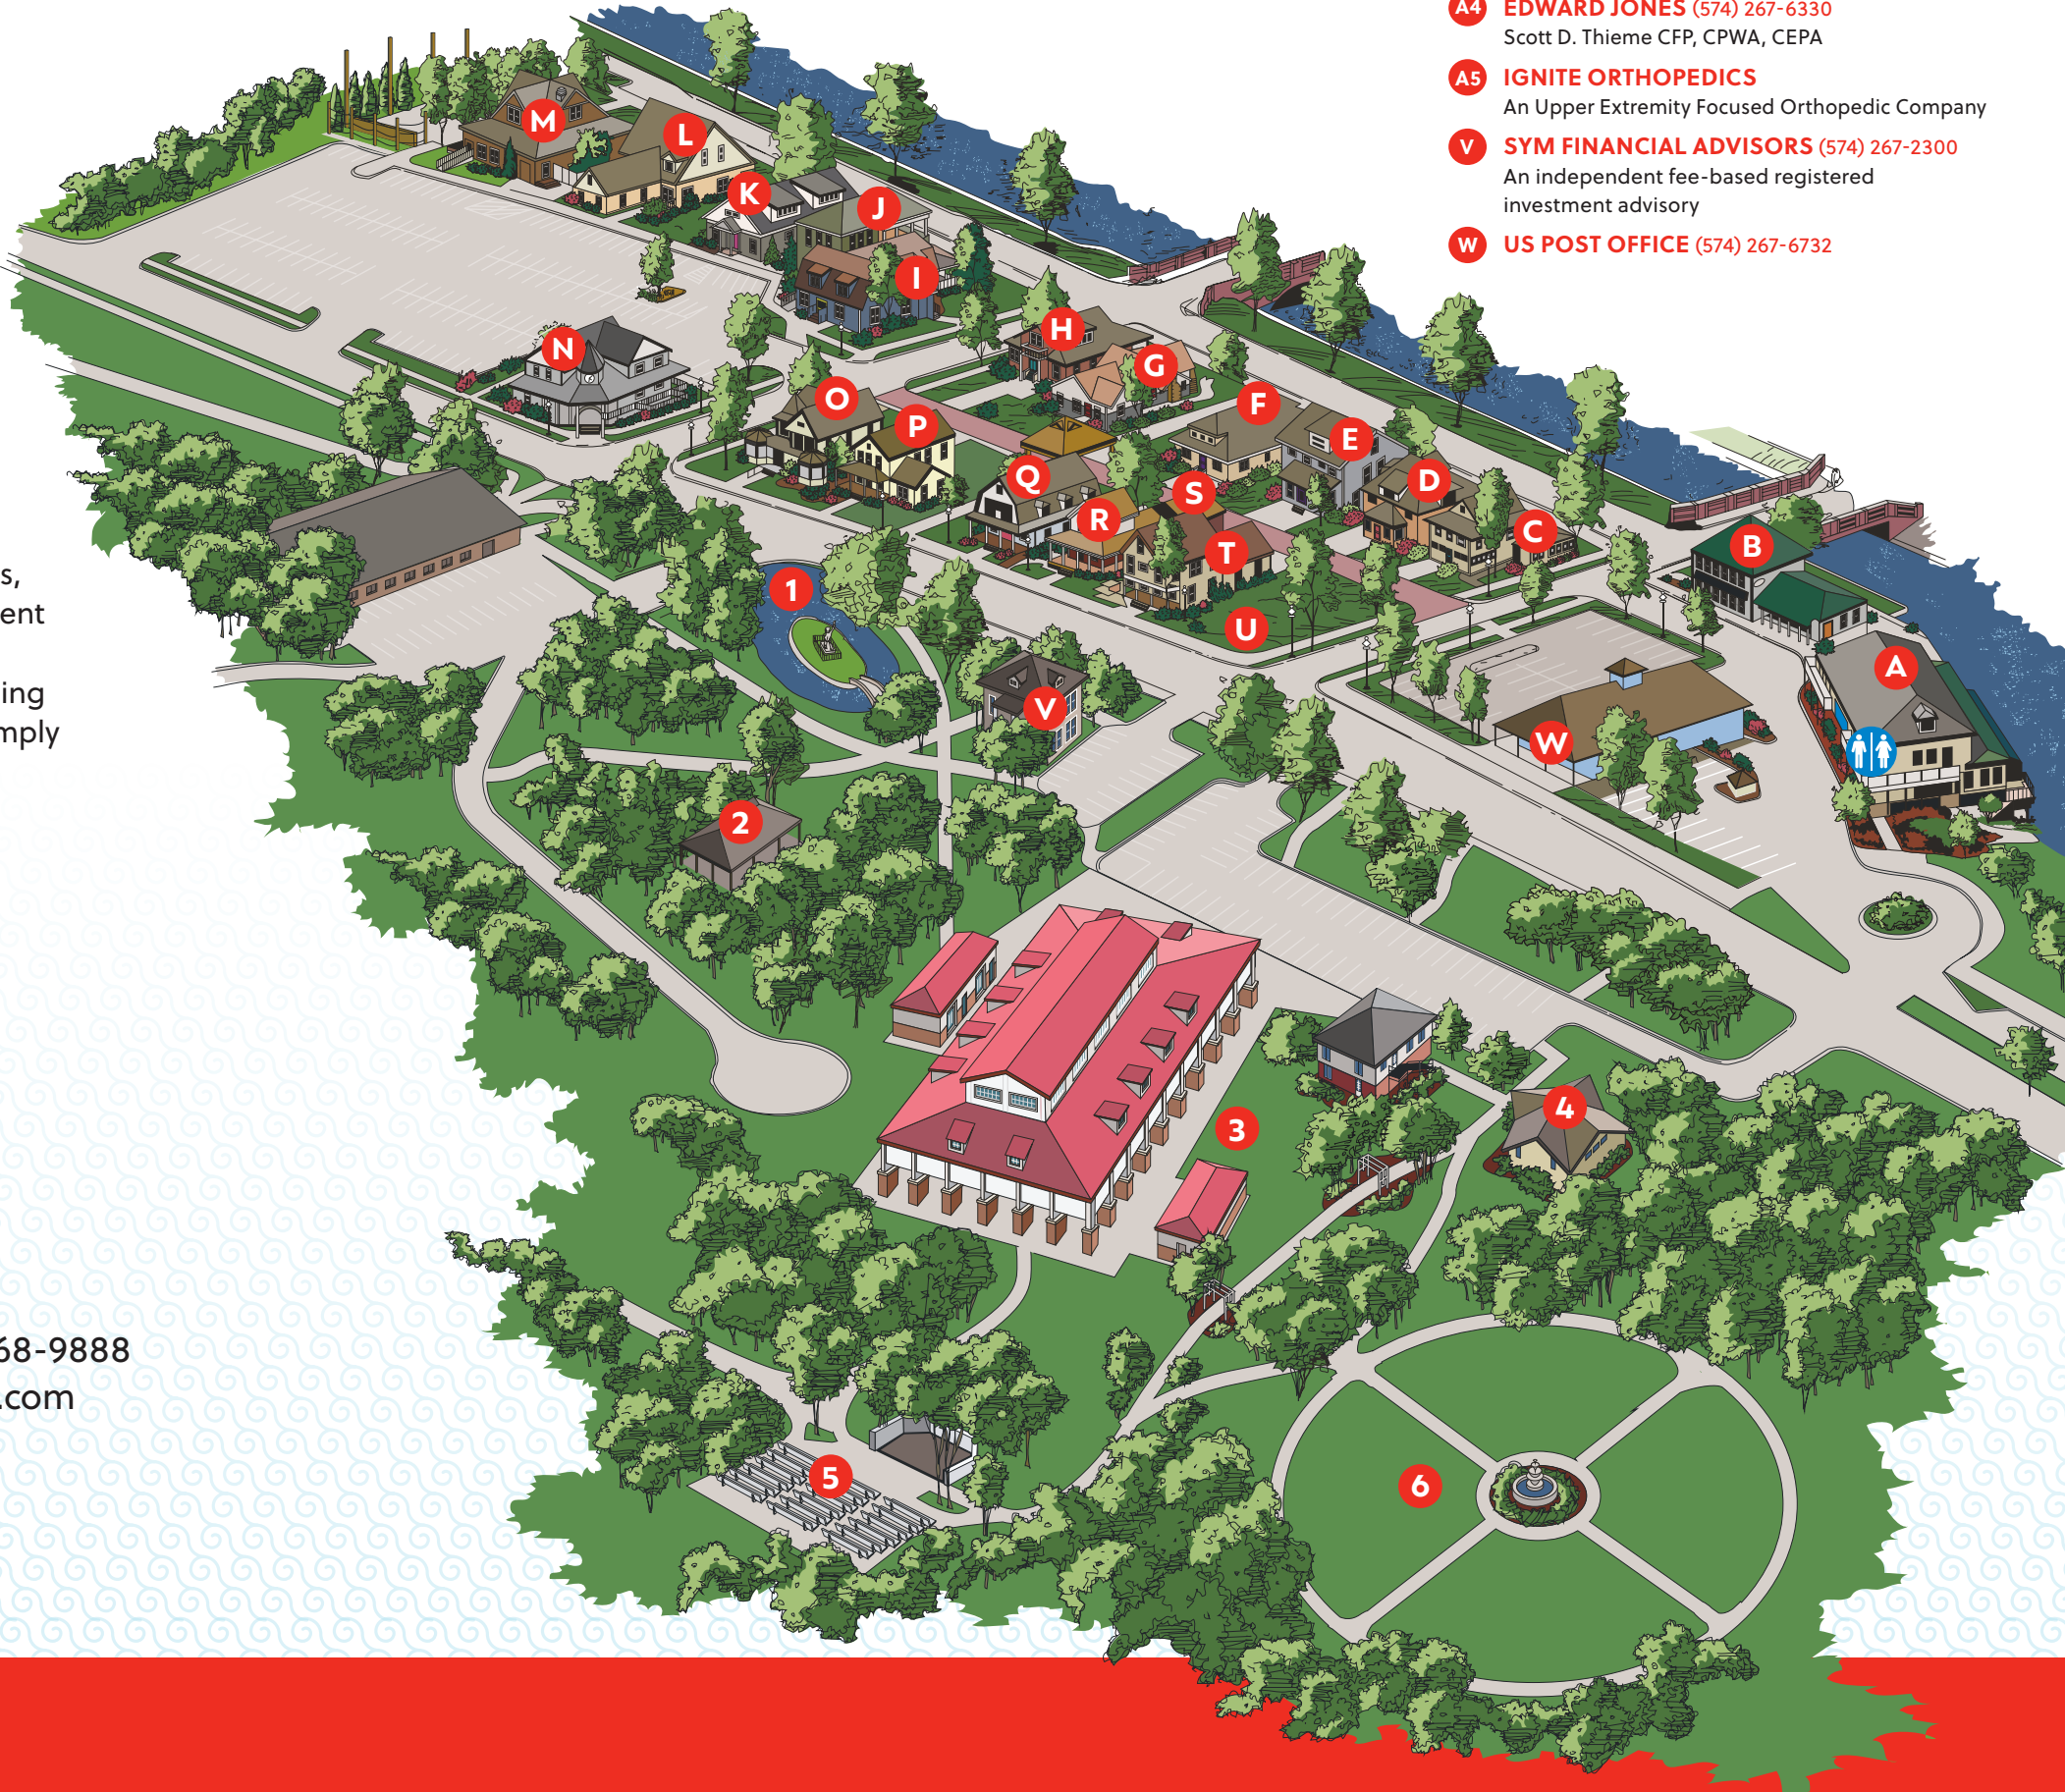 A4 EDWARD JONES (574) 267-6330
Scott D. Thieme CFP, CPWA, CEPA
A5 IGNITE ORTHOPEDICS
An Upper Extremity Focused Orthopedic Company
V SYM FINANCIAL ADVISORS (574) 267-2300
An independent fee-based registered
investment advisory
W US POST OFFICE (574) 267-6732
M
L
K
J
I
H
N
G
O
F
P
E
Q
D
S
R
C
T
B
1
U
A
V
W
2
4
3
5
6
s,
ent
ing
mply
68-9888
.com